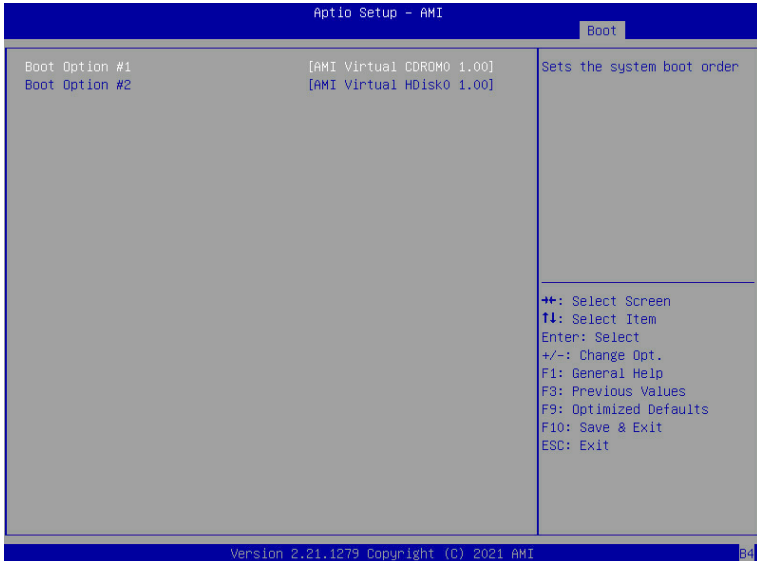 Aptio Setup – AMI
Boot
Boot Option #1 [AMI Virtual CDROM0 1.00]
Boot Option #2 [AMI Virtual HDisk0 1.00]
Sets the system boot order
→←: Select Screen
↑↓: Select Item
Enter: Select
+/-: Change Opt.
F1: General Help
F3: Previous Values
F9: Optimized Defaults
F10: Save & Exit
ESC: Exit
Version 2.21.1279 Copyright (C) 2021 AMI
B4